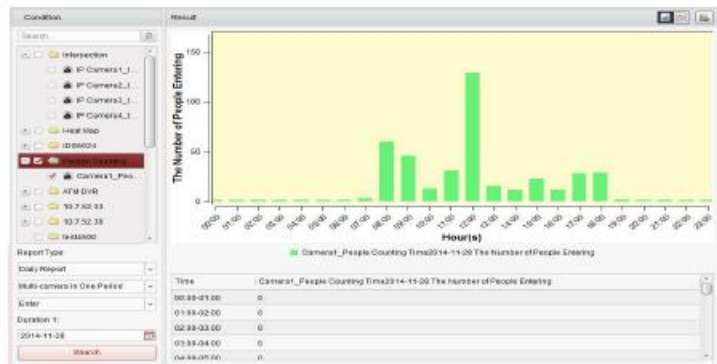 Condition
Search...
Intersection
IP Camera1_I...
IP Camera2_I...
IP Camera3_I...
IP Camera4_I...
Heat Map
People Counting
Camera1_Peo...
ATM DVR
10.7.52.33
10.7.52.38
Report Type
Daily Report
Multi-camera in One Period
Enter
Duration 1:
2014-11-28
Search
Result
The Number of People Entering
150
100
50
0
00:00 01:00 02:00 03:00 04:00 05:00 06:00 07:00 08:00 09:00 10:00 11:00 12:00 13:00 14:00 15:00 16:00 17:00 18:00 19:00 20:00 21:00 22:00 23:00
Hour(s)
Camera1_People Counting Time2014-11-28 The Number of People Entering
Time Camera1_People Counting Time2014-11-28 The Number of People Entering
00:00-01:00 0
01:00-02:00 0
02:00-03:00 0
03:00-04:00 0
04:00-05:00 0